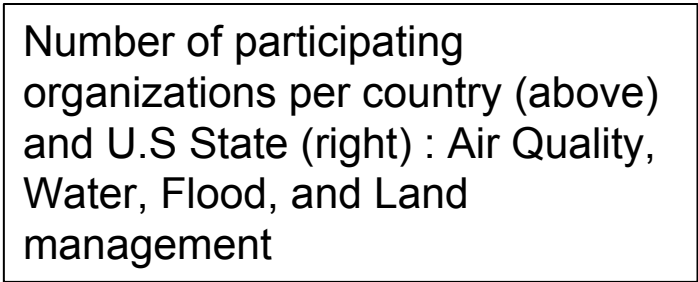 Number of participating
organizations per country (above)
and U.S State (right) : Air Quality,
Water, Flood, and Land
management